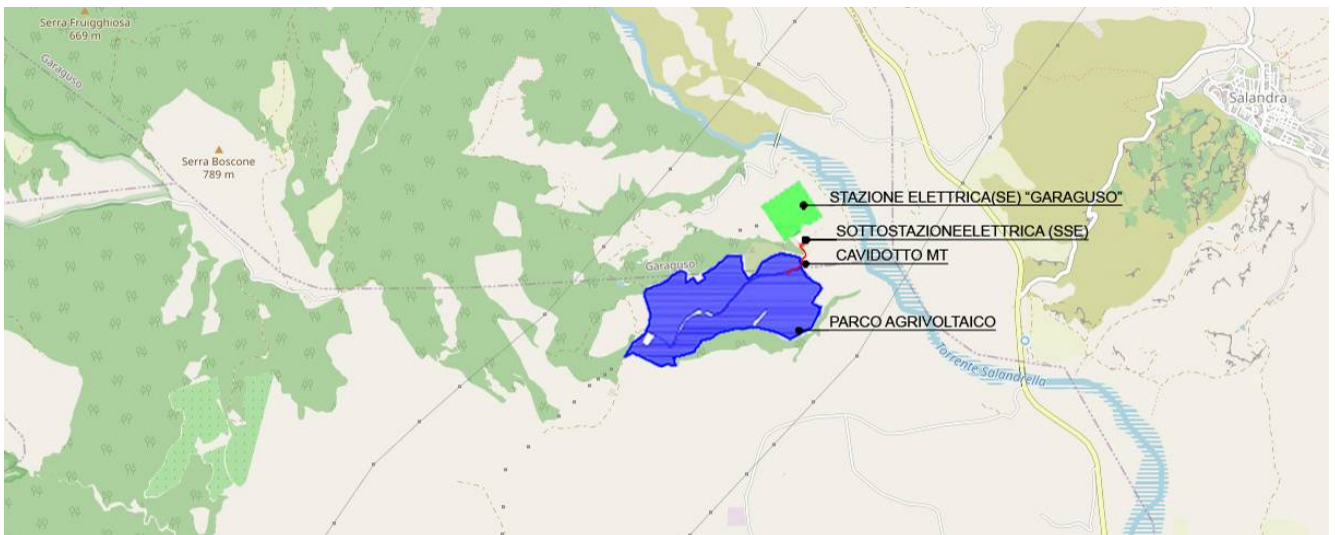 Serra Fruigghiosa
669 m
Garaguso
Salandra
Serra Boscone
789 m
STAZIONE ELETTRICA(SE) "GARAGUSO"
SOTTOSTAZIONEELETTRICA (SSE)
CAVIDOTTO MT
Garaguso
PARCO AGRIVOLTAICO
Torrente Salandrella